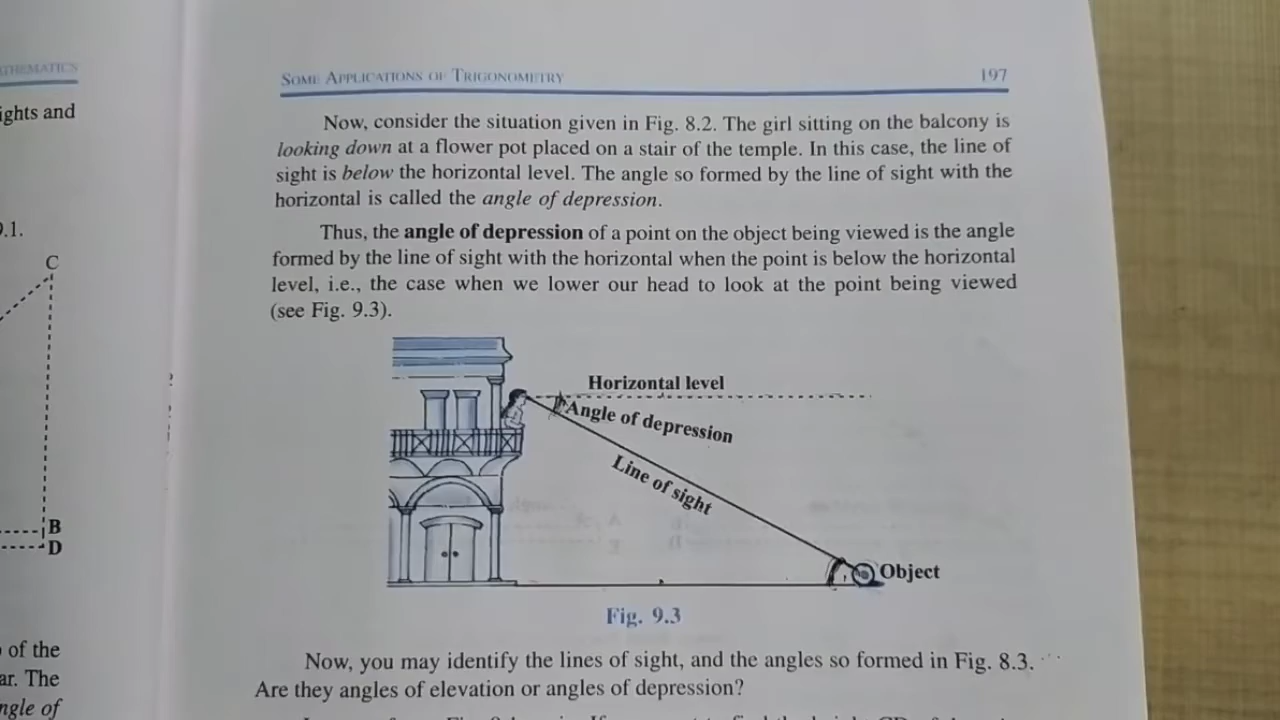 THEMATICS
ights and
9.1.
C
B
D
of the
ar. The
ngle of
SOME APPLICATIONS OF TRIGONOMETRY 197
Now, consider the situation given in Fig. 8.2. The girl sitting on the balcony is
looking down at a flower pot placed on a stair of the temple. In this case, the line of
sight is below the horizontal level. The angle so formed by the line of sight with the
horizontal is called the angle of depression.
Thus, the angle of depression of a point on the object being viewed is the angle
formed by the line of sight with the horizontal when the point is below the horizontal
level, i.e., the case when we lower our head to look at the point being viewed
(see Fig. 9.3).
Horizontal level
Angle of depression
Line of sight
Object
Fig. 9.3
Now, you may identify the lines of sight, and the angles so formed in Fig. 8.3.
Are they angles of elevation or angles of depression?